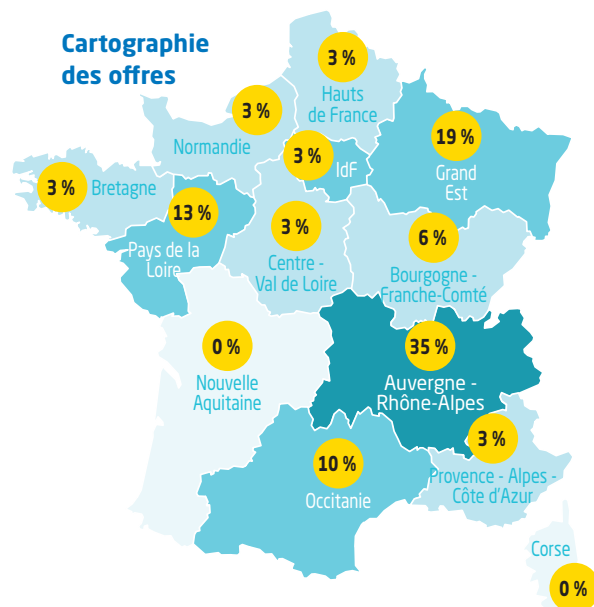 Cartographie
des offres
3 %
Hauts
de France
3 %
Normandie
19 %
Grand
Est
3 %
IdF
3 %
Bretagne
13 %
Pays de la
Loire
3 %
Centre -
Val de Loire
6 %
Bourgogne -
Franche-Comté
0 %
Nouvelle
Aquitaine
35 %
Auvergne -
Rhône-Alpes
3 %
Provence - Alpes -
Côte d'Azur
10 %
Occitanie
Corse
0 %